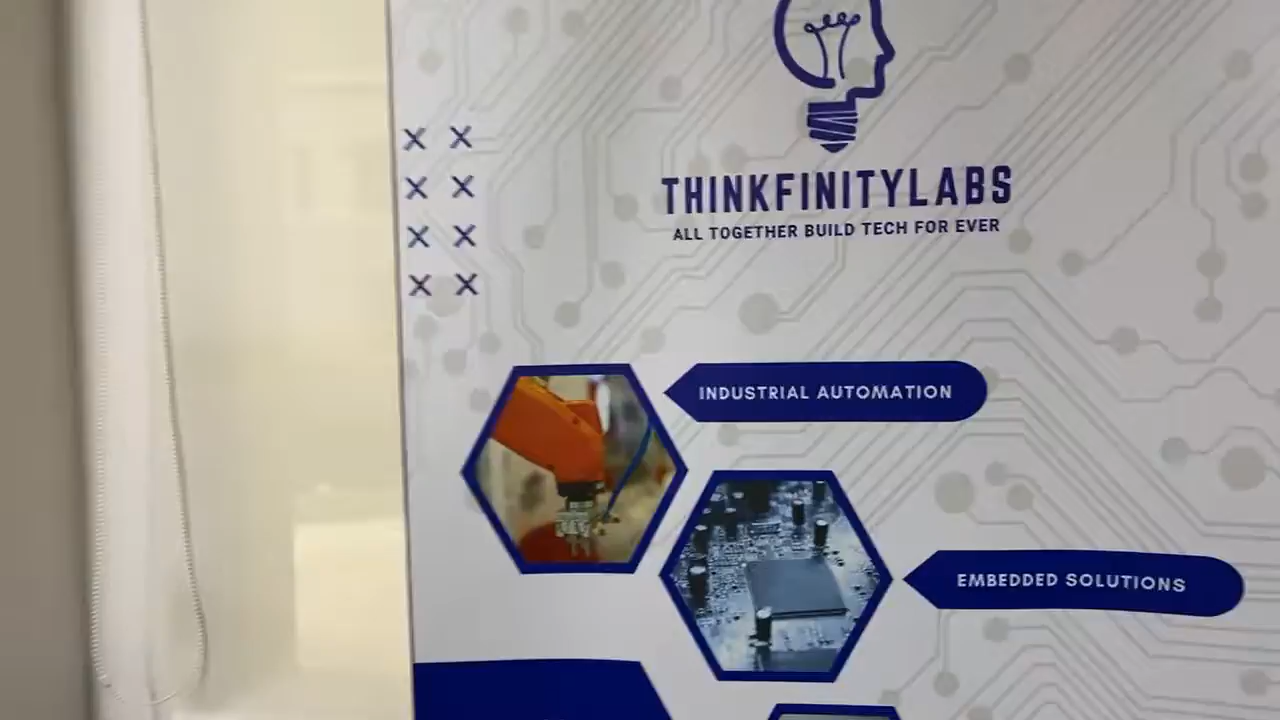 THINKFINITYLABS
ALL TOGETHER BUILD TECH FOR EVER
INDUSTRIAL AUTOMATION
EMBEDDED SOLUTIONS